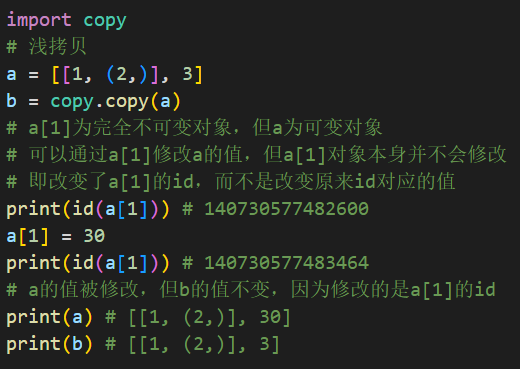 import copy
# 浅拷贝
a = [[1, (2,)], 3]
b = copy.copy(a)
# a[1]为完全不可变对象，但a为可变对象
# 可以通过a[1]修改a的值，但a[1]对象本身并不会修改
# 即改变了a[1]的id，而不是改变原来id对应的值
print(id(a[1])) # 140730577482600
a[1] = 30
print(id(a[1])) # 140730577483464
# a的值被修改，但b的值不变，因为修改的是a[1]的id
print(a) # [[1, (2,)], 30]
print(b) # [[1, (2,)], 3]